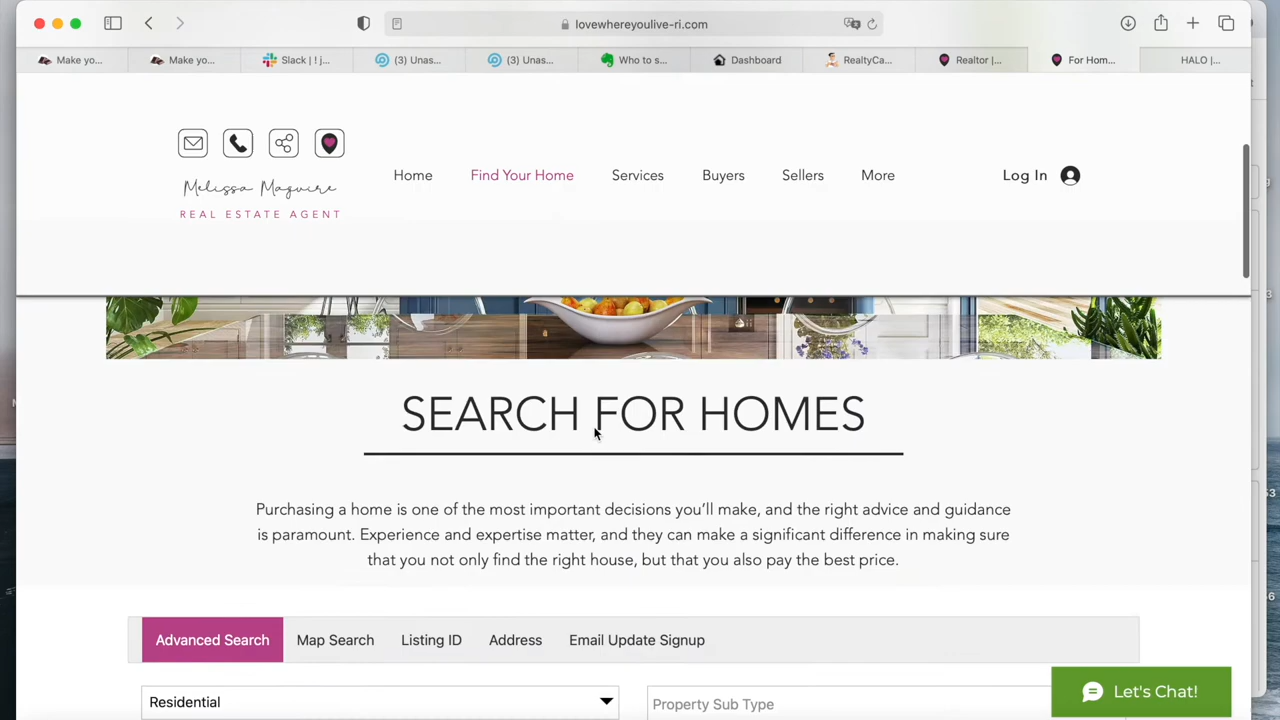 lovewhereyoulive-ri.com
Make yo...
Make yo...
Slack | ! j...
(3) Unas...
(3) Unas...
Who to s...
Dashboard
RealtyCa...
Realtor |...
For Hom...
HALO |...
Melissa Maguire
REAL ESTATE AGENT
Home
Find Your Home
Services
Buyers
Sellers
More
Log In
SEARCH FOR HOMES
Purchasing a home is one of the most important decisions you'll make, and the right advice and guidance
is paramount. Experience and expertise matter, and they can make a significant difference in making sure
that you not only find the right house, but that you also pay the best price.
Advanced Search
Map Search
Listing ID
Address
Email Update Signup
Residential
Property Sub Type
Let's Chat!